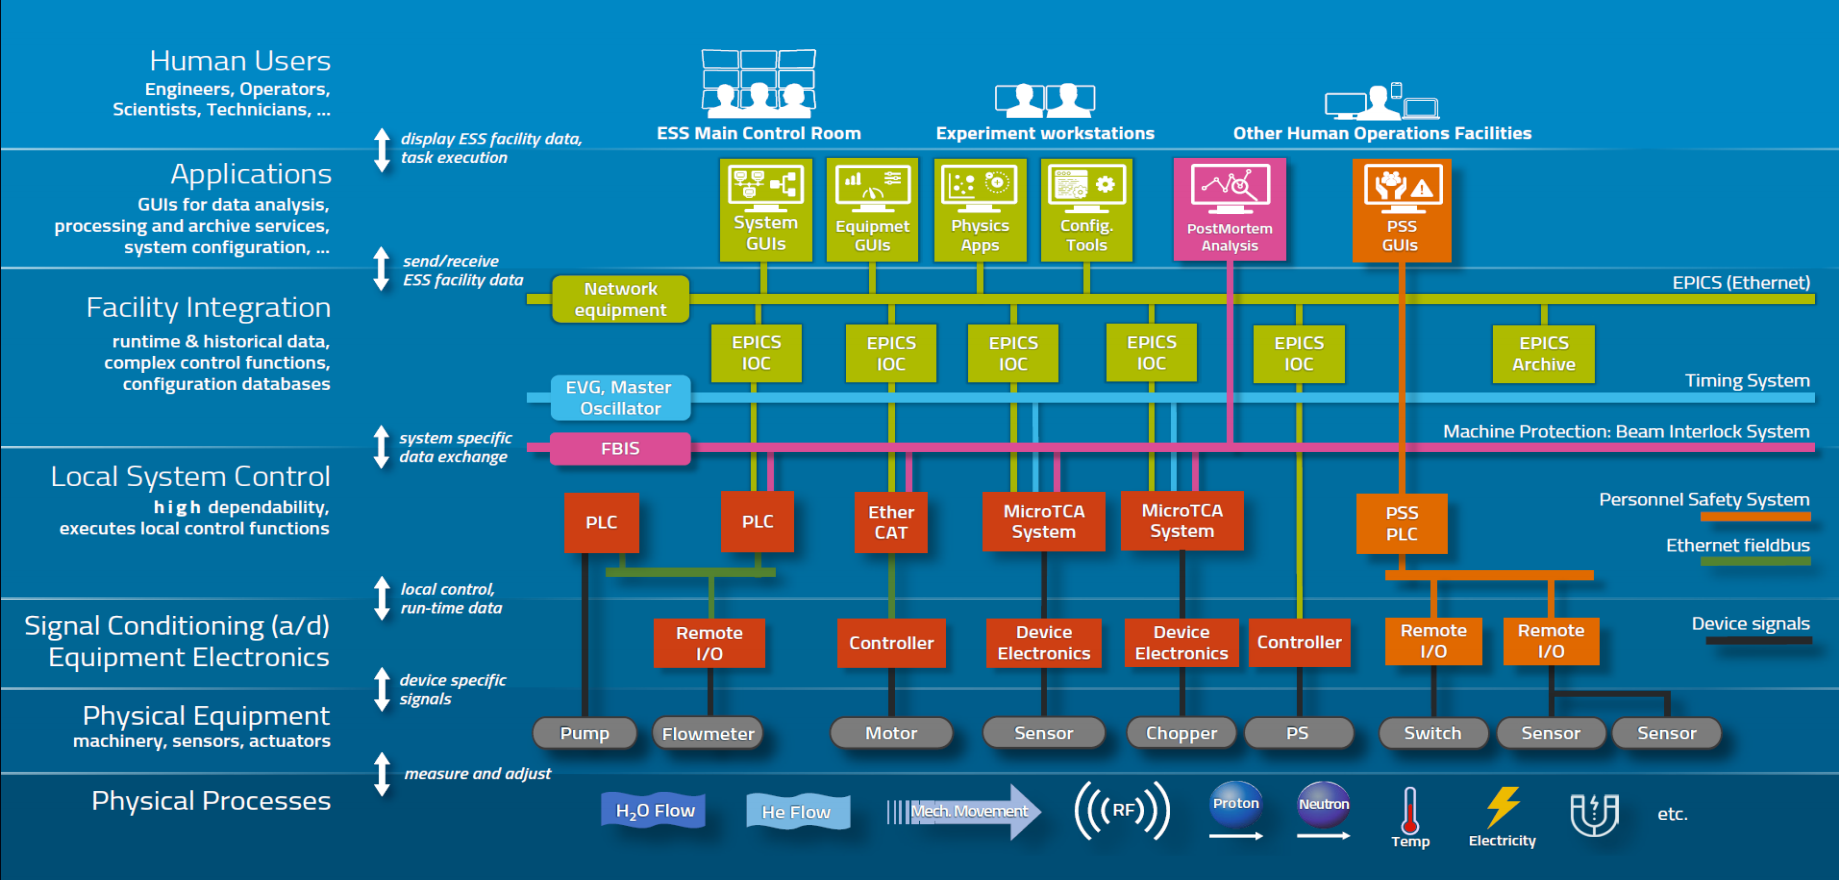 Human Users
Engineers, Operators,
Scientists, Technicians, ...
ESS Main Control Room
Experiment workstations
Other Human Operations Facilities
display ESS facility data,
task execution
Applications
GUIs for data analysis,
processing and archive services,
system configuration, ...
System
GUIs
Equipmet
GUIs
Physics
Apps
Config.
Tools
PostMortem
Analysis
PSS
GUIs
send/receive
ESS facility data
Facility Integration
runtime & historical data,
complex control functions,
configuration databases
Network
equipment
EPICS (Ethernet)
EPICS
IOC
EPICS
IOC
EPICS
IOC
EPICS
IOC
EPICS
IOC
EPICS
Archive
EVG, Master
Oscillator
Timing System
system specific
data exchange
FBIS
Machine Protection: Beam Interlock System
Local System Control
high dependability,
executes local control functions
PLC
PLC
Ether
CAT
MicroTCA
System
MicroTCA
System
PSS
PLC
Personnel Safety System
Ethernet fieldbus
local control,
run-time data
Signal Conditioning (a/d)
Equipment Electronics
Remote
I/O
Controller
Device
Electronics
Device
Electronics
Controller
Remote
I/O
Remote
I/O
Device signals
device specific
signals
Physical Equipment
machinery, sensors, actuators
Pump
Flowmeter
Motor
Sensor
Chopper
PS
Switch
Sensor
Sensor
measure and adjust
Physical Processes
H₂O Flow
He Flow
Mech. Movement
RF
Proton
Neutron
Temp
Electricity
etc.